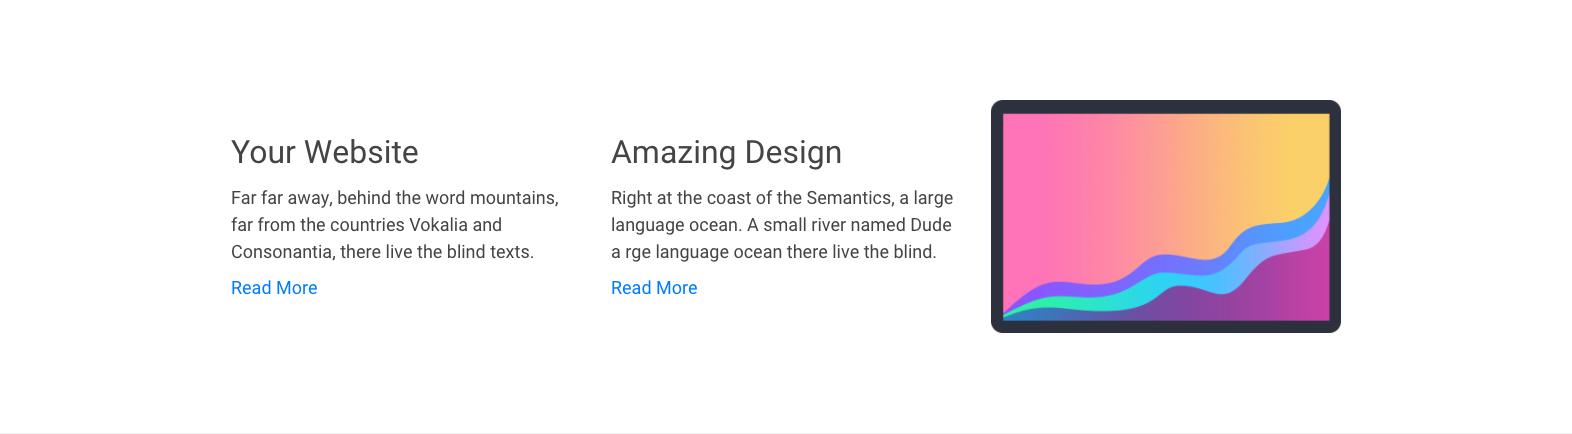 Your Website
Far far away, behind the word mountains,
far from the countries Vokalia and
Consonantia, there live the blind texts.
Read More
Amazing Design
Right at the coast of the Semantics, a large
language ocean. A small river named Dude
a rge language ocean there live the blind.
Read More